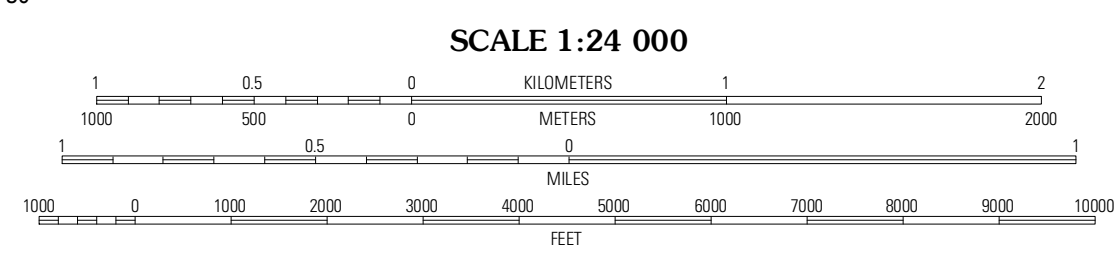 SCALE 1:24 000
1 0.5 0 KILOMETERS 1 2
1000 500 0 METERS 1000 2000
1 0.5 0 1
MILES
1000 0 1000 2000 3000 4000 5000 6000 7000 8000 9000 10000
FEET